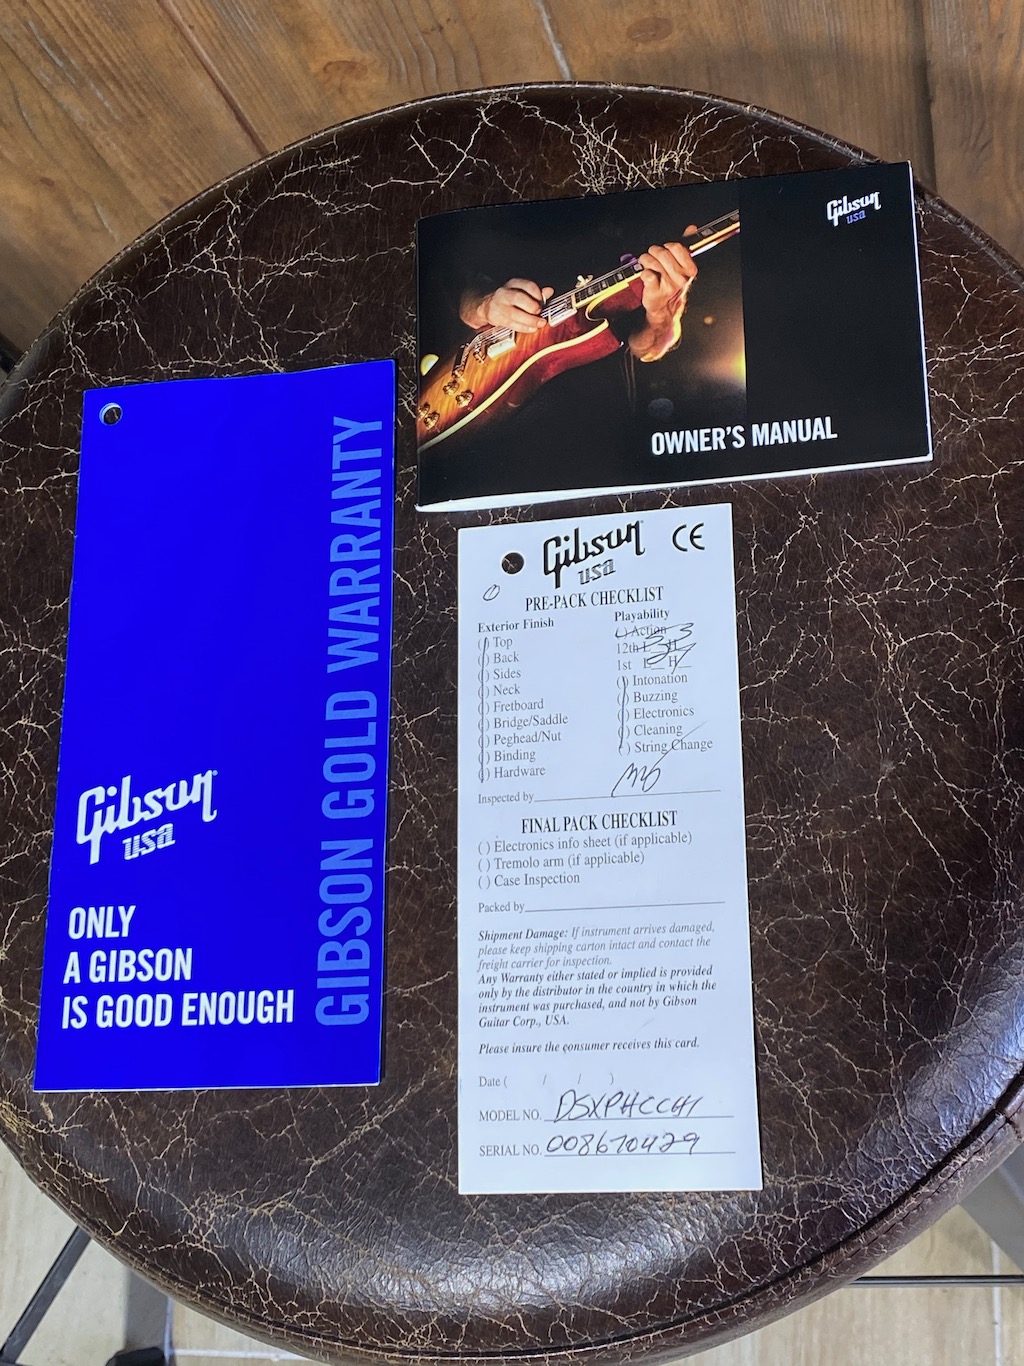 Gibson
usa
OWNER'S MANUAL
GIBSON GOLD WARRANTY
Gibson
usa
ONLY
A GIBSON
IS GOOD ENOUGH
Gibson CE
usa
PRE-PACK CHECKLIST
Exterior Finish
( ) Top
( ) Back
( ) Sides
( ) Neck
( ) Fretboard
( ) Bridge/Saddle
( ) Peghead/Nut
( ) Binding
( ) Hardware
Playability
( ) Action
12th
1st L H
( ) Intonation
( ) Buzzing
( ) Electronics
( ) Cleaning
( ) String Change
Inspected by
FINAL PACK CHECKLIST
( ) Electronics info sheet (if applicable)
( ) Tremolo arm (if applicable)
( ) Case Inspection
Packed by
Shipment Damage: If instrument arrives damaged,
please keep shipping carton intact and contact the
freight carrier for inspection.
Any Warranty either stated or implied is provided
only by the distributor in the country in which the
instrument was purchased, and not by Gibson
Guitar Corp., USA.
Please insure the consumer receives this card.
Date ( / / )
MODEL NO. DSXPHCCH1
SERIAL NO. 008670429